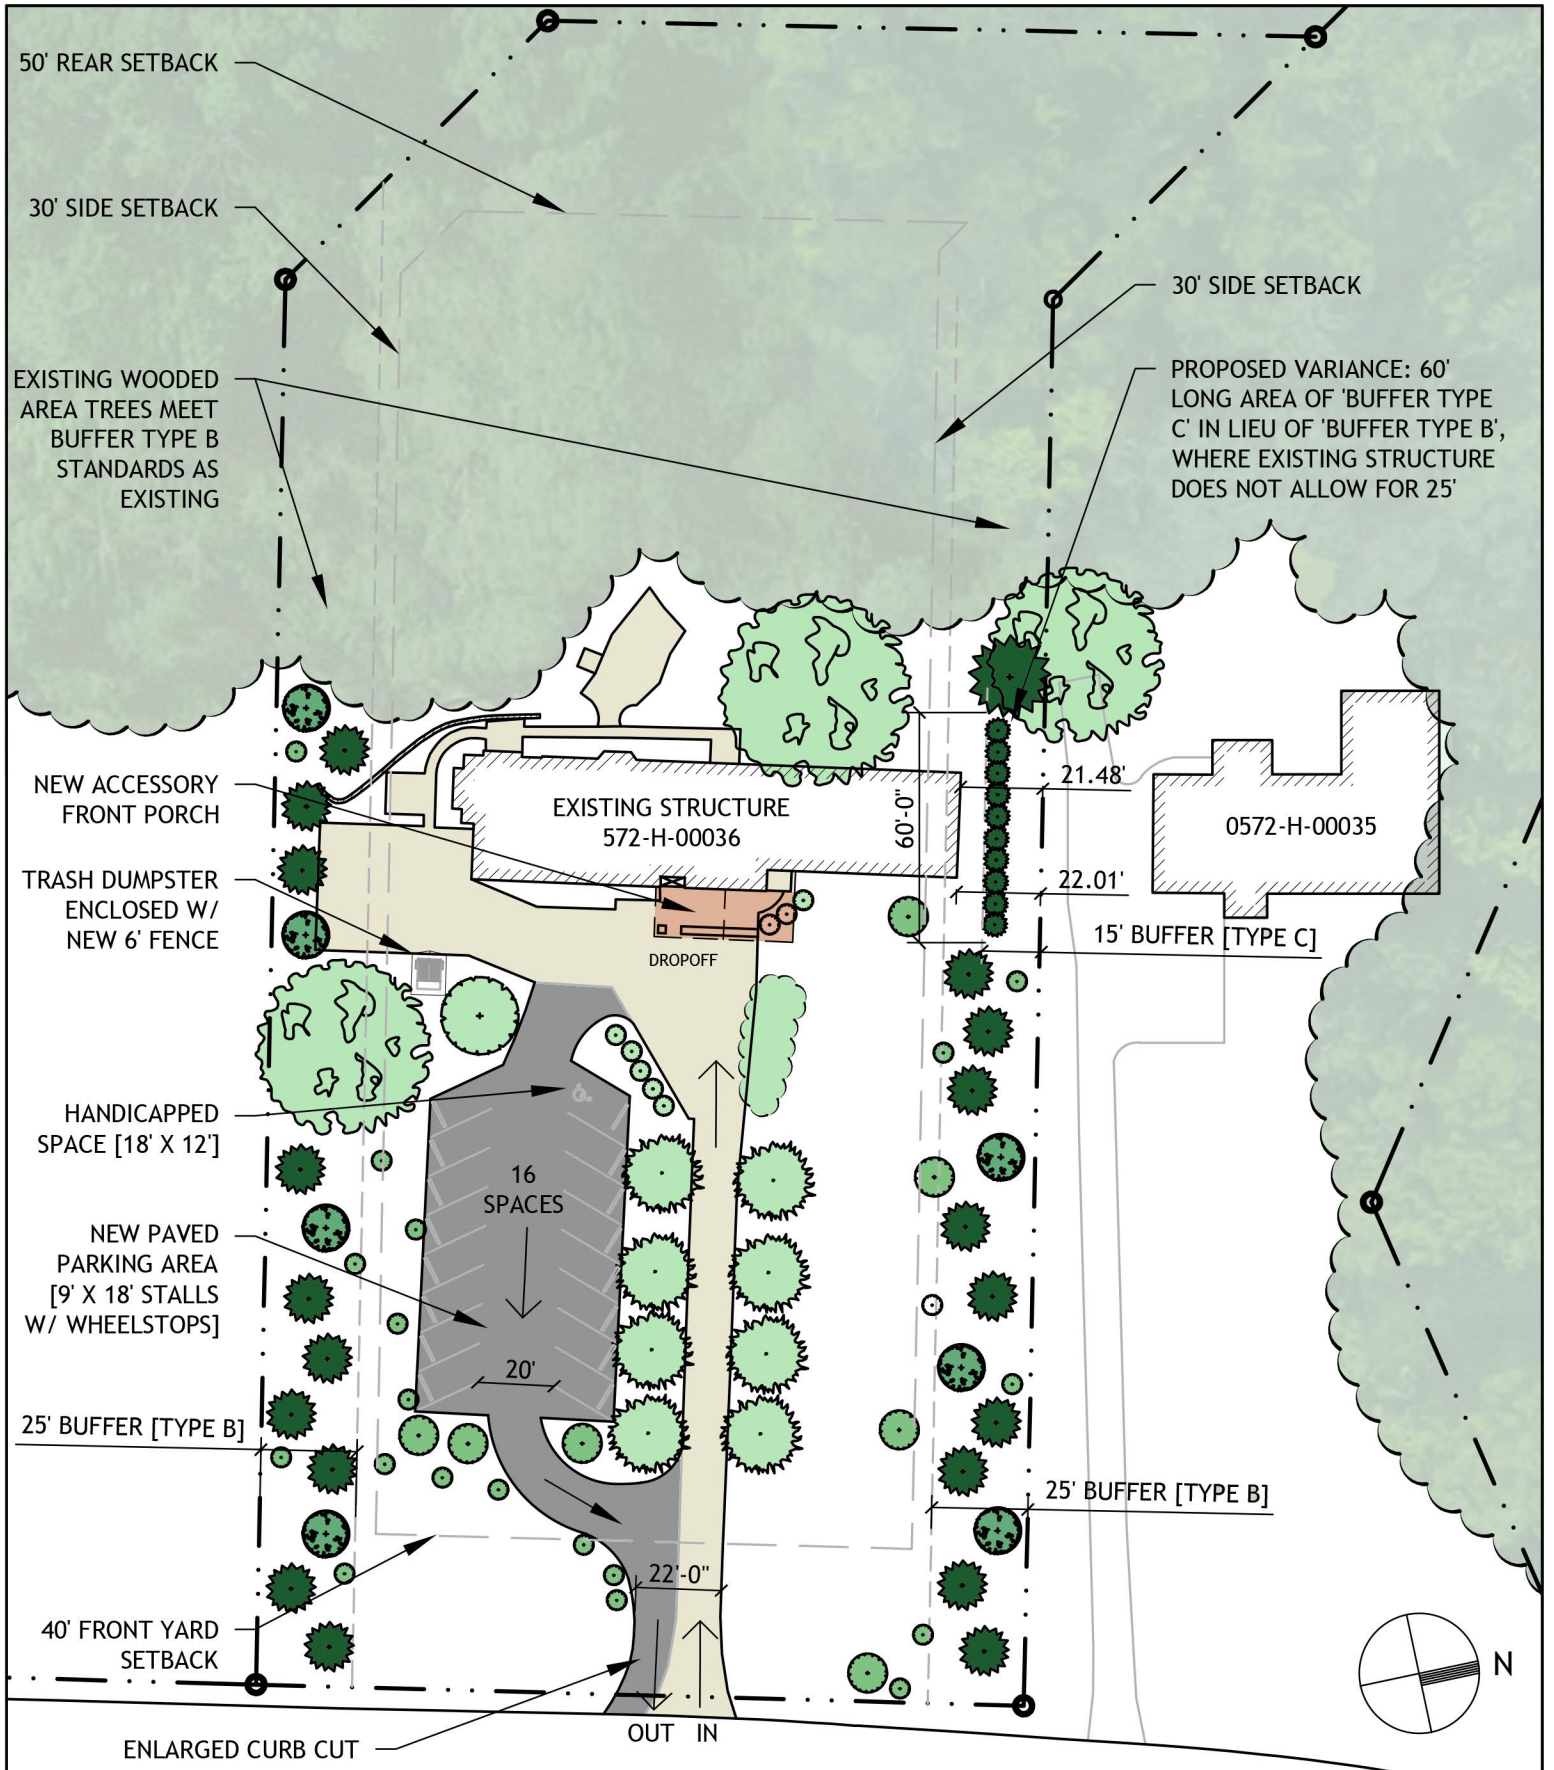 50' REAR SETBACK
30' SIDE SETBACK
30' SIDE SETBACK
EXISTING WOODED
AREA TREES MEET
BUFFER TYPE B
STANDARDS AS
EXISTING
PROPOSED VARIANCE: 60'
LONG AREA OF 'BUFFER TYPE
C' IN LIEU OF 'BUFFER TYPE B',
WHERE EXISTING STRUCTURE
DOES NOT ALLOW FOR 25'
NEW ACCESSORY
FRONT PORCH
EXISTING STRUCTURE
572-H-00036
60'-0"
21.48'
0572-H-00035
22.01'
TRASH DUMPSTER
ENCLOSED W/
NEW 6' FENCE
DROPOFF
15' BUFFER [TYPE C]
HANDICAPPED
SPACE [18' X 12']
16
SPACES
NEW PAVED
PARKING AREA
[9' X 18' STALLS
W/ WHEELSTOPS]
20'
25' BUFFER [TYPE B]
25' BUFFER [TYPE B]
22'-0"
40' FRONT YARD
SETBACK
N
OUT IN
ENLARGED CURB CUT